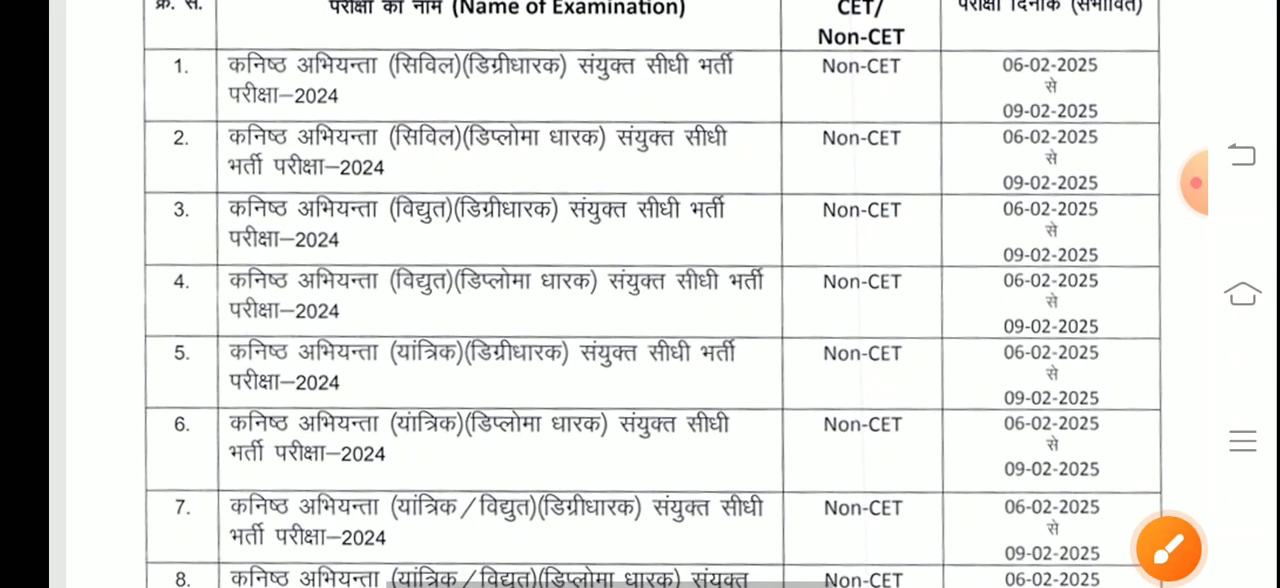 क्र. सं.
परीक्षा का नाम (Name of Examination)
CET/
Non-CET
परीक्षा दिनांक (संभावित)
1.
कनिष्ठ अभियन्ता (सिविल)(डिग्रीधारक) संयुक्त सीधी भर्ती
परीक्षा–2024
Non-CET
06-02-2025
से
09-02-2025
2.
कनिष्ठ अभियन्ता (सिविल)(डिप्लोमा धारक) संयुक्त सीधी
भर्ती परीक्षा–2024
Non-CET
06-02-2025
से
09-02-2025
3.
कनिष्ठ अभियन्ता (विद्युत)(डिग्रीधारक) संयुक्त सीधी भर्ती
परीक्षा–2024
Non-CET
06-02-2025
से
09-02-2025
4.
कनिष्ठ अभियन्ता (विद्युत)(डिप्लोमा धारक) संयुक्त सीधी भर्ती
परीक्षा–2024
Non-CET
06-02-2025
से
09-02-2025
5.
कनिष्ठ अभियन्ता (यांत्रिक)(डिग्रीधारक) संयुक्त सीधी भर्ती
परीक्षा–2024
Non-CET
06-02-2025
से
09-02-2025
6.
कनिष्ठ अभियन्ता (यांत्रिक)(डिप्लोमा धारक) संयुक्त सीधी
भर्ती परीक्षा–2024
Non-CET
06-02-2025
से
09-02-2025
7.
कनिष्ठ अभियन्ता (यांत्रिक/विद्युत)(डिग्रीधारक) संयुक्त सीधी
भर्ती परीक्षा–2024
Non-CET
06-02-2025
से
09-02-2025
8.
कनिष्ठ अभियन्ता (यांत्रिक/विद्युत)(डिप्लोमा धारक) संयुक्त
Non-CET
06-02-2025